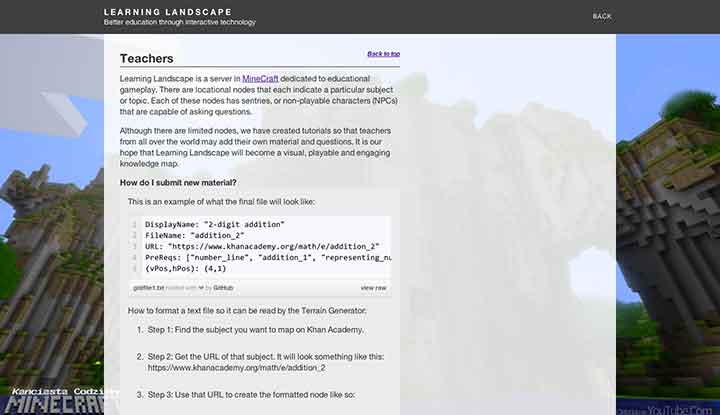 LEARNING LANDSCAPE
Better education through interactive technology
BACK
Teachers
Back to top
Learning Landscape is a server in MineCraft dedicated to educational
gameplay. There are locational nodes that each indicate a particular subject
or topic. Each of these nodes has sentries, or non-playable characters (NPCs)
that are capable of asking questions.
Although there are limited nodes, we have created tutorials so that teachers
from all over the world may add their own material and questions. It is our
hope that Learning Landscape will become a visual, playable and engaging
knowledge map.
How do I submit new material?
This is an example of what the final file will look like:
1 DisplayName: "2-digit addition"
2 FileName: "addition_2"
3 URL: "https://www.khanacademy.org/math/e/addition_2"
4 PreReqs: ["number_line", "addition_1", "representing_nu
5 (vPos,hPos): (4,1)
gistfile1.txt hosted with ❤ by GitHub
view raw
How to format a text file so it can be read by the Terrain Generator:
1. Step 1: Find the subject you want to map on Khan Academy.
2. Step 2: Get the URL of that subject. It will look something like this:
https://www.khanacademy.org/math/e/addition_2
3. Step 3: Use that URL to create the formatted node like so:
Kanciasta Codzie
MINECRAF
YouTube.Com